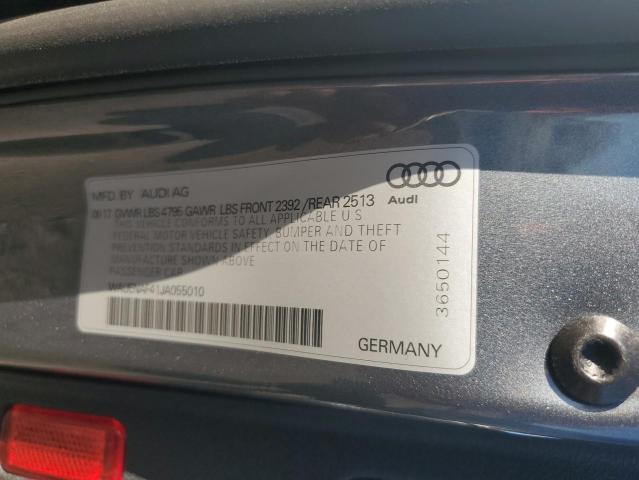 MFD. BY AUDI AG
Audi
08 17 GVWR LBS 4795 GAWR LBS FRONT 2392 / REAR 2513
THIS VEHICLE CONFORMS TO ALL APPLICABLE U.S
FEDERAL MOTOR VEHICLE SAFETY, BUMPER AND THEFT
PREVENTION STANDARDS IN EFFECT ON THE DATE OF
MANUFACTURE SHOWN ABOVE
PASSENGER CAR
3650144
GERMANY